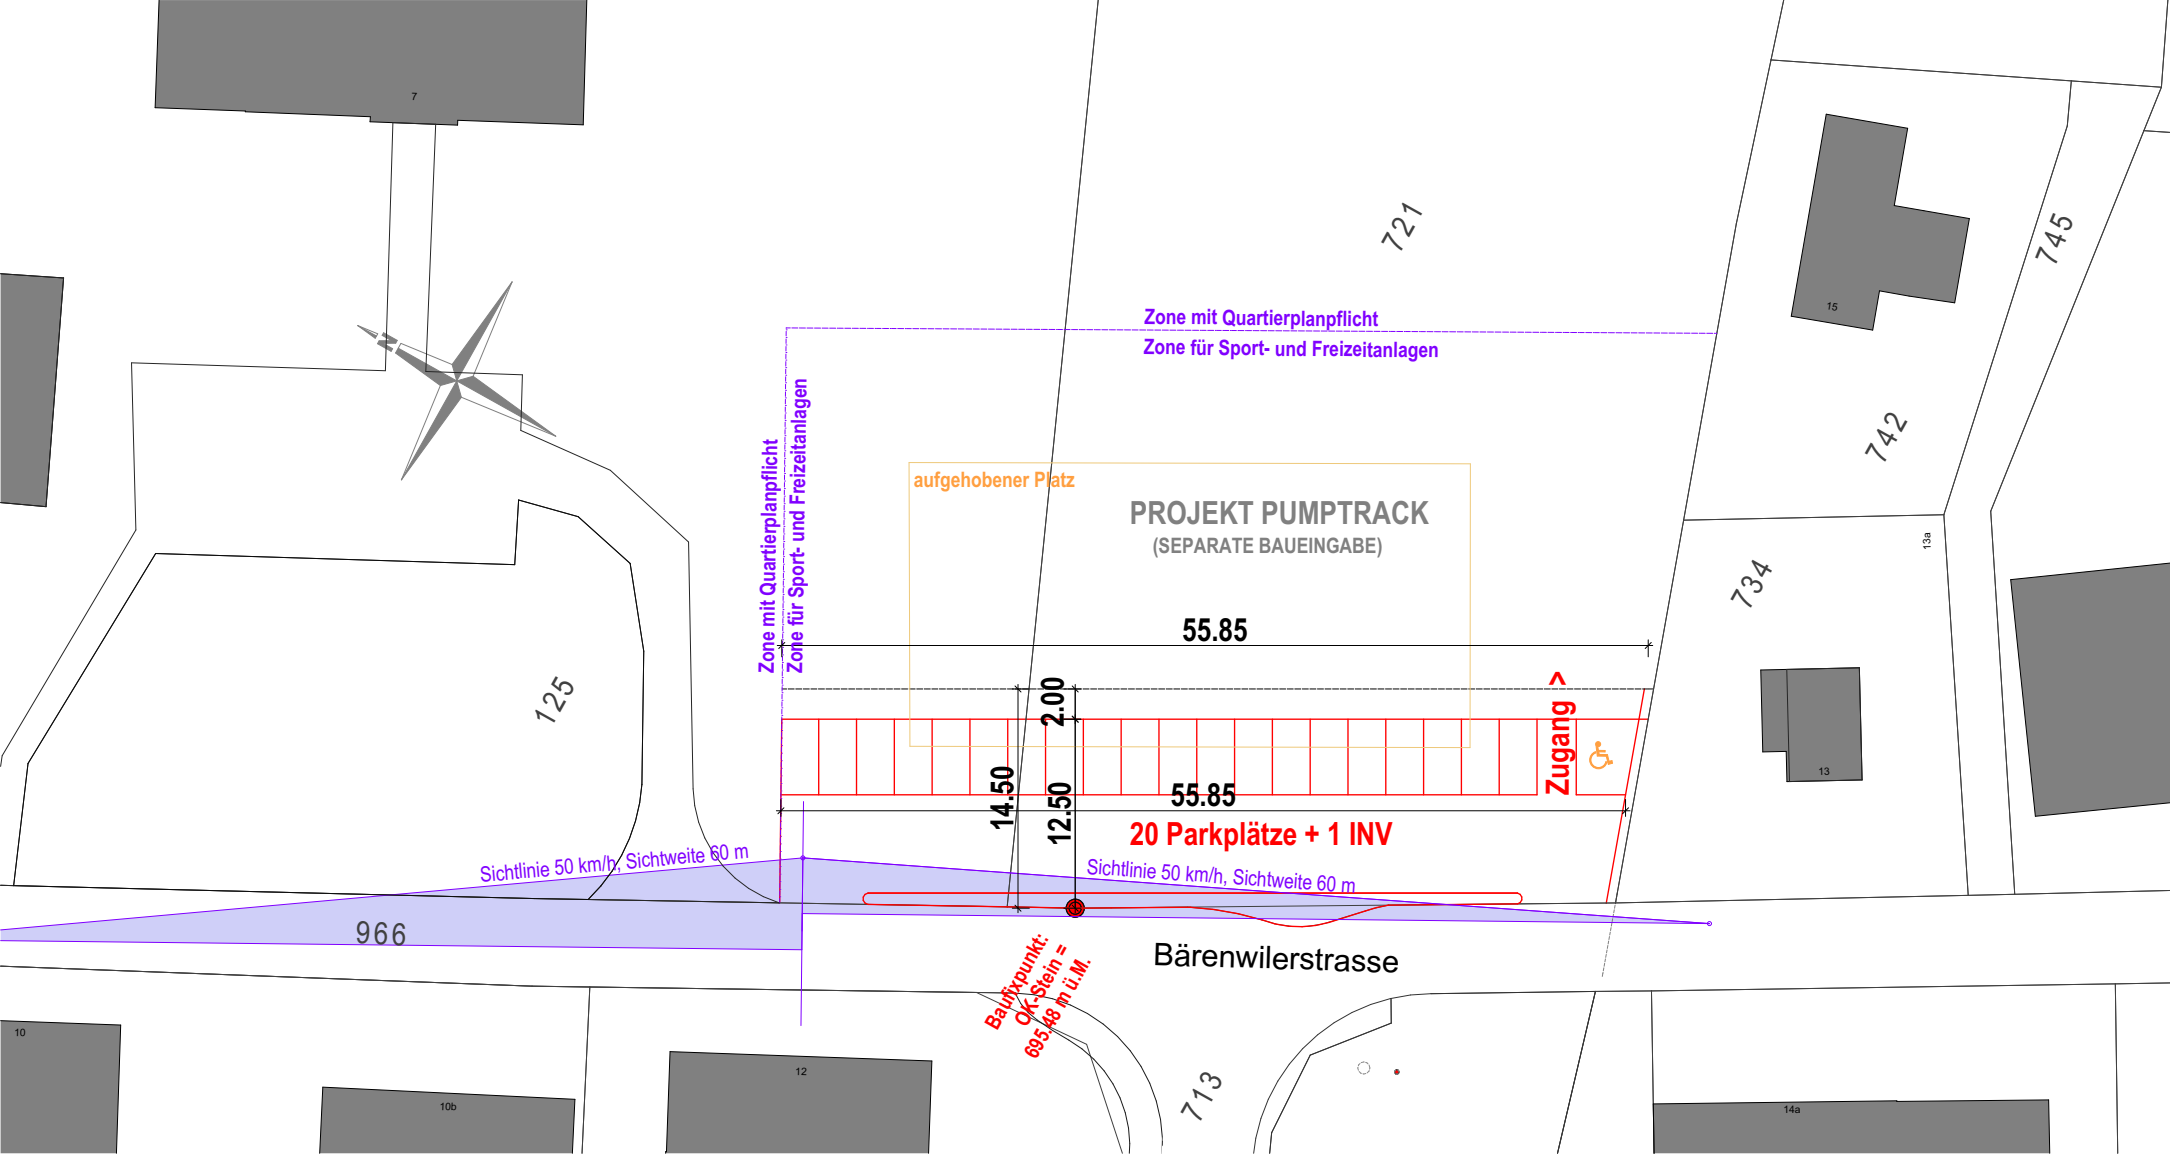 7
N
721
745
15
Zone mit Quartierplanpflicht
Zone für Sport- und Freizeitanlagen
Zone mit Quartierplanpflicht
Zone für Sport- und Freizeitanlagen
742
aufgehobener Platz
PROJEKT PUMPTRACK
(SEPARATE BAUEINGABE)
13a
734
55.85
125
2.00
Zugang >
13
14.50
12.50
55.85
20 Parkplätze + 1 INV
Sichtlinie 50 km/h, Sichtweite 60 m
Sichtlinie 50 km/h, Sichtweite 60 m
966
Bärenwilerstrasse
Baufixpunkt:
OK-Stein =
695.48 m ü.M.
10
10b
12
713
14a